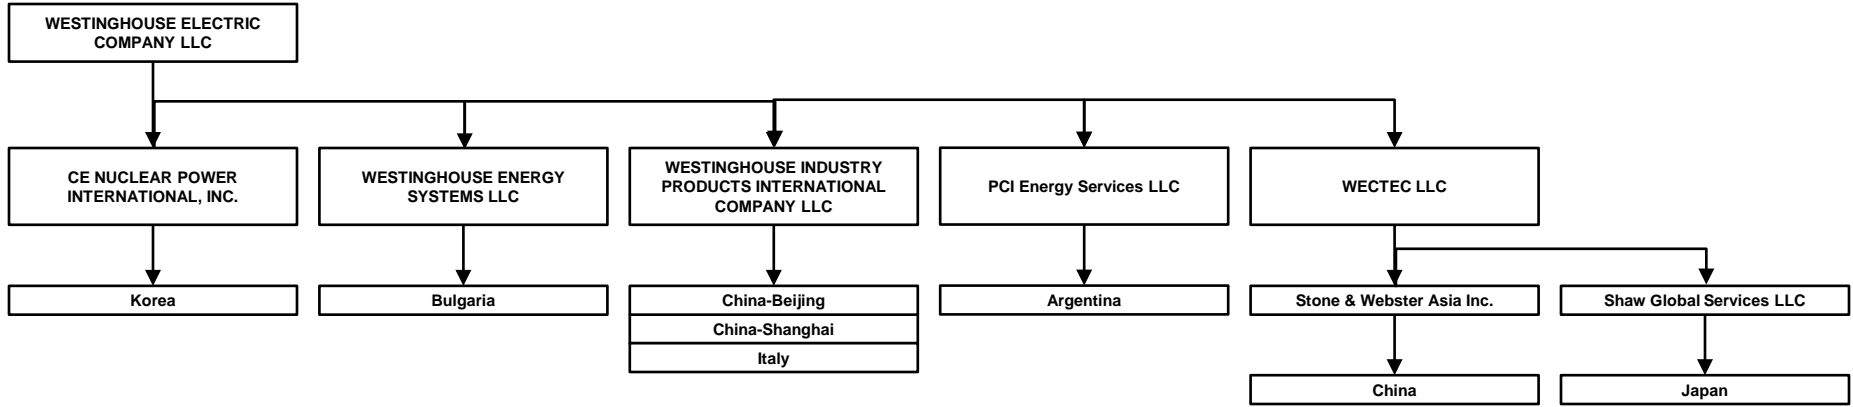 WESTINGHOUSE ELECTRIC
COMPANY LLC
CE NUCLEAR POWER
INTERNATIONAL, INC.
WESTINGHOUSE ENERGY
SYSTEMS LLC
WESTINGHOUSE INDUSTRY
PRODUCTS INTERNATIONAL
COMPANY LLC
PCI Energy Services LLC
WECTEC LLC
Korea
Bulgaria
China-Beijing
China-Shanghai
Italy
Argentina
Stone & Webster Asia Inc.
Shaw Global Services LLC
China
Japan